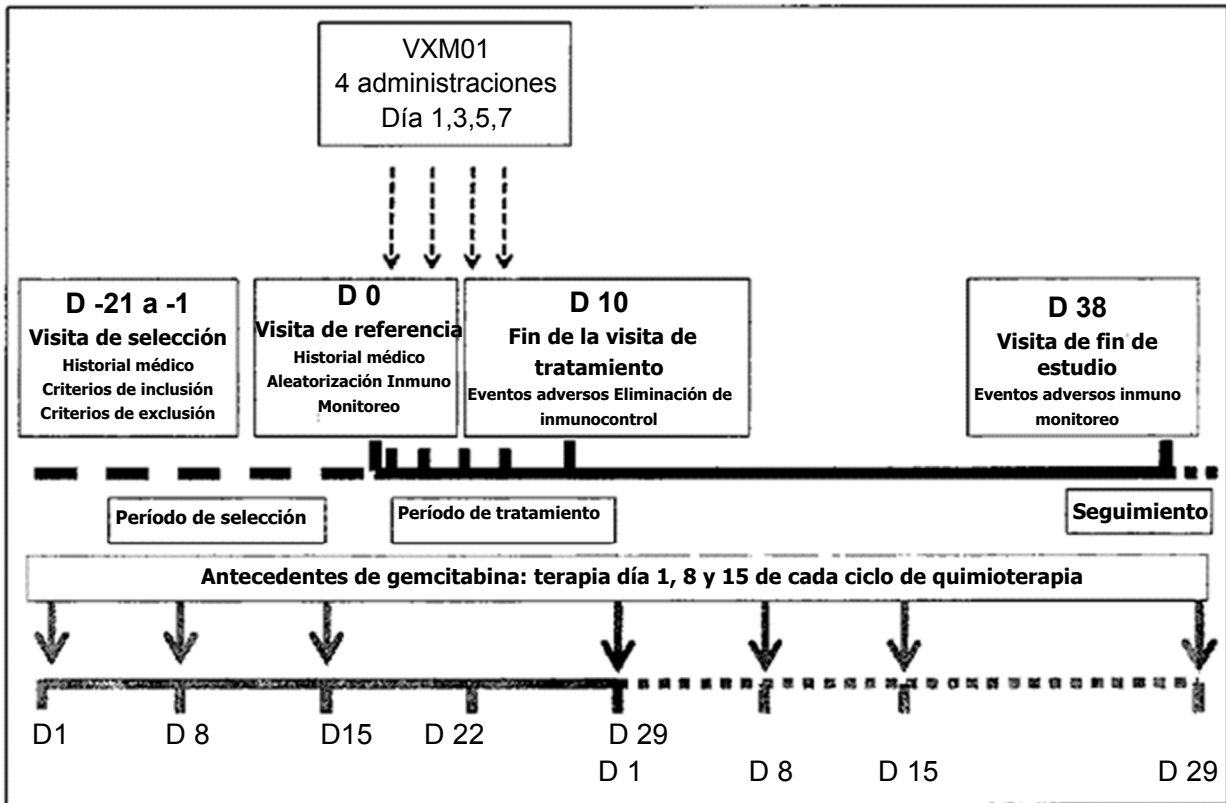 VXM01
4 administraciones
Día 1,3,5,7
D -21 a -1
Visita de selección
Historial médico
Criterios de inclusión
Criterios de exclusión
D 0
Visita de referencia
Historial médico
Aleatorización Inmuno
Monitoreo
D 10
Fin de la visita de
tratamiento
Eventos adversos Eliminación de
inmunocontrol
D 38
Visita de fin de
estudio
Eventos adversos inmuno
monitoreo
Período de selección
Período de tratamiento
Seguimiento
Antecedentes de gemcitabina: terapia día 1, 8 y 15 de cada ciclo de quimioterapia
D1
D 8
D15
D 22
D 29
D 1
D 8
D 15
D 29